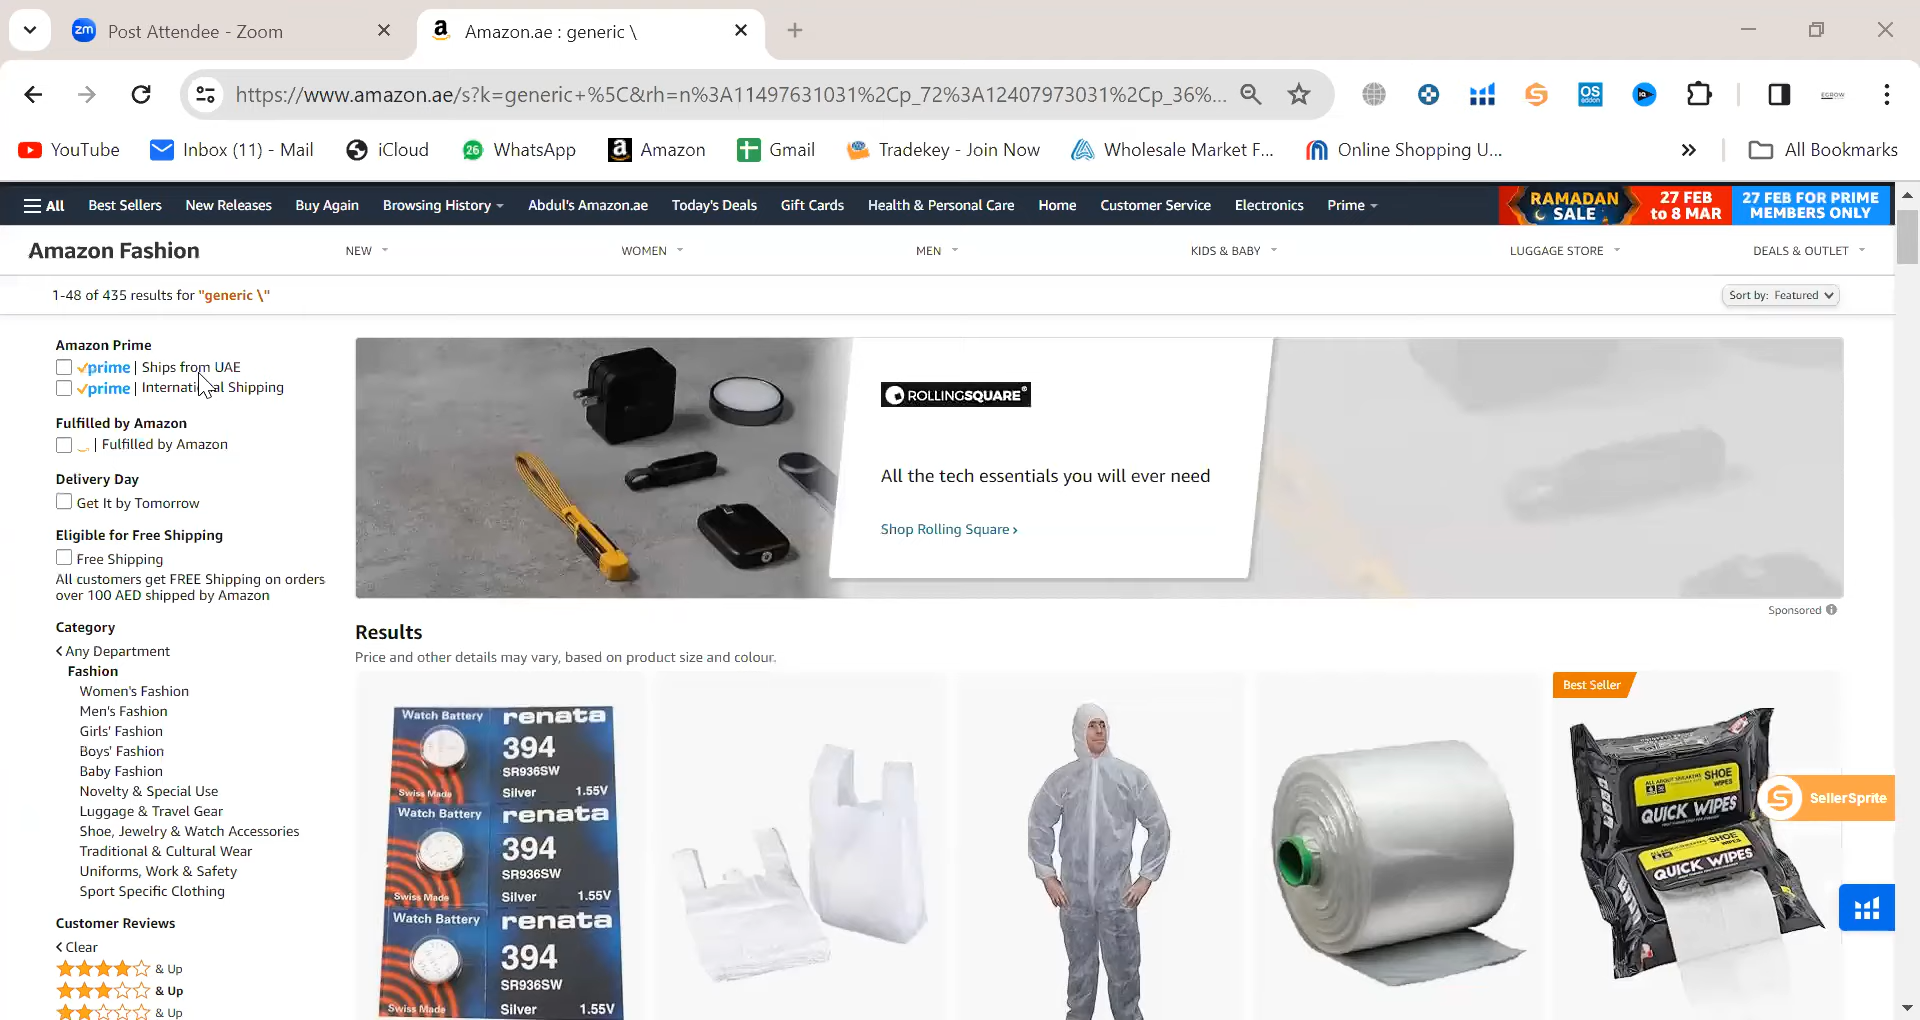 zm Post Attendee - Zoom
a Amazon.ae : generic \
https://www.amazon.ae/s?k=generic+%5C&rh=n%3A11497631031%2Cp_72%3A12407973031%2Cp_36%...
OS
YouTube
Inbox (11) - Mail
iCloud
26 WhatsApp
a Amazon
Gmail
Tradekey - Join Now
Wholesale Market F...
Online Shopping U...
All Bookmarks
All
Best Sellers
New Releases
Buy Again
Browsing History
Abdul's Amazon.ae
Today's Deals
Gift Cards
Health & Personal Care
Home
Customer Service
Electronics
Prime
RAMADAN SALE
27 FEB to 8 MAR
27 FEB FOR PRIME MEMBERS ONLY
Amazon Fashion
NEW
WOMEN
MEN
KIDS & BABY
LUGGAGE STORE
DEALS & OUTLET
1-48 of 435 results for "generic \"
Sort by: Featured
Amazon Prime
prime | Ships from UAE
prime | International Shipping
Fulfilled by Amazon
| Fulfilled by Amazon
Delivery Day
Get It by Tomorrow
Eligible for Free Shipping
Free Shipping
All customers get FREE Shipping on orders
over 100 AED shipped by Amazon
Category
Any Department
Fashion
Women's Fashion
Men's Fashion
Girls' Fashion
Boys' Fashion
Baby Fashion
Novelty & Special Use
Luggage & Travel Gear
Shoe, Jewelry & Watch Accessories
Traditional & Cultural Wear
Uniforms, Work & Safety
Sport Specific Clothing
Customer Reviews
Clear
& Up
& Up
& Up
ROLLINGSQUARE®
All the tech essentials you will ever need
Shop Rolling Square ›
Sponsored
Results
Price and other details may vary, based on product size and colour.
Watch Battery renata
394
SR936SW
Silver 1.55V
Swiss Made
Watch Battery renata
394
SR936SW
Silver 1.55V
Swiss Made
Watch Battery renata
394
SR936SW
Silver 1.55V
Swiss Made
Best Seller
SHOE
WIPES
QUICK WIPES
SHOE
WIPES
QUICK WIPES
SellerSprite